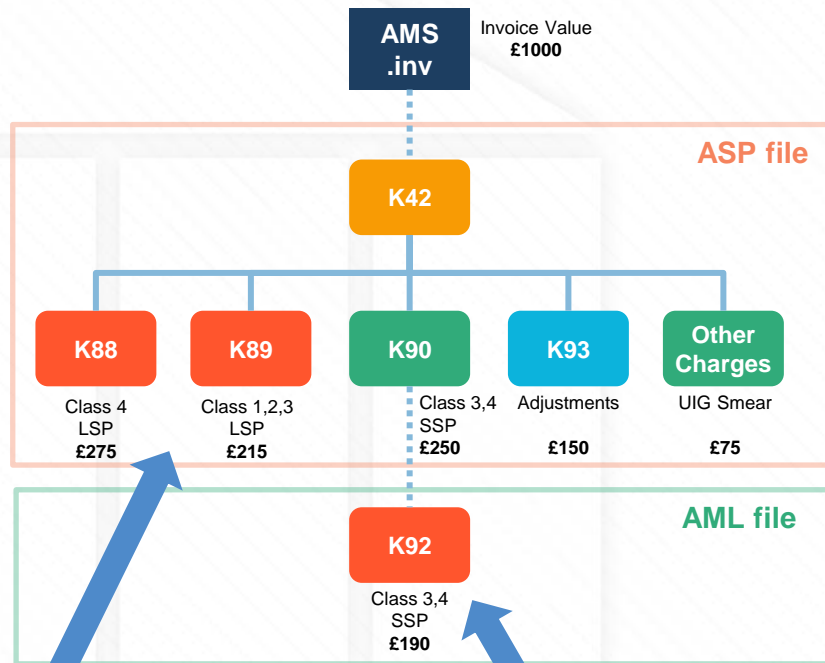 AMS
.inv
Invoice Value
£1000
ASP file
K42
K88
K89
K90
K93
Other
Charges
Class 4
LSP
£275
Class 1,2,3
LSP
£215
Class 3,4
SSP
£250
Adjustments
£150
UIG Smear
£75
AML file
K92
Class 3,4
SSP
£190